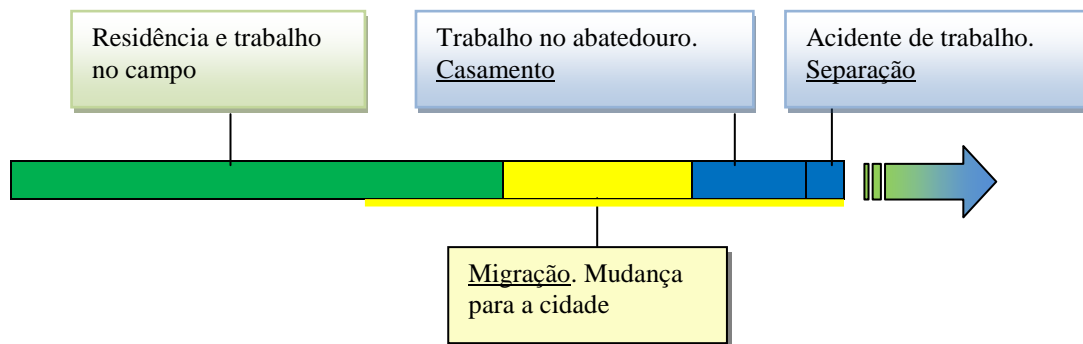 Residência e trabalho
no campo
Trabalho no abatedouro.
Casamento
Acidente de trabalho.
Separação
Migração. Mudança
para a cidade